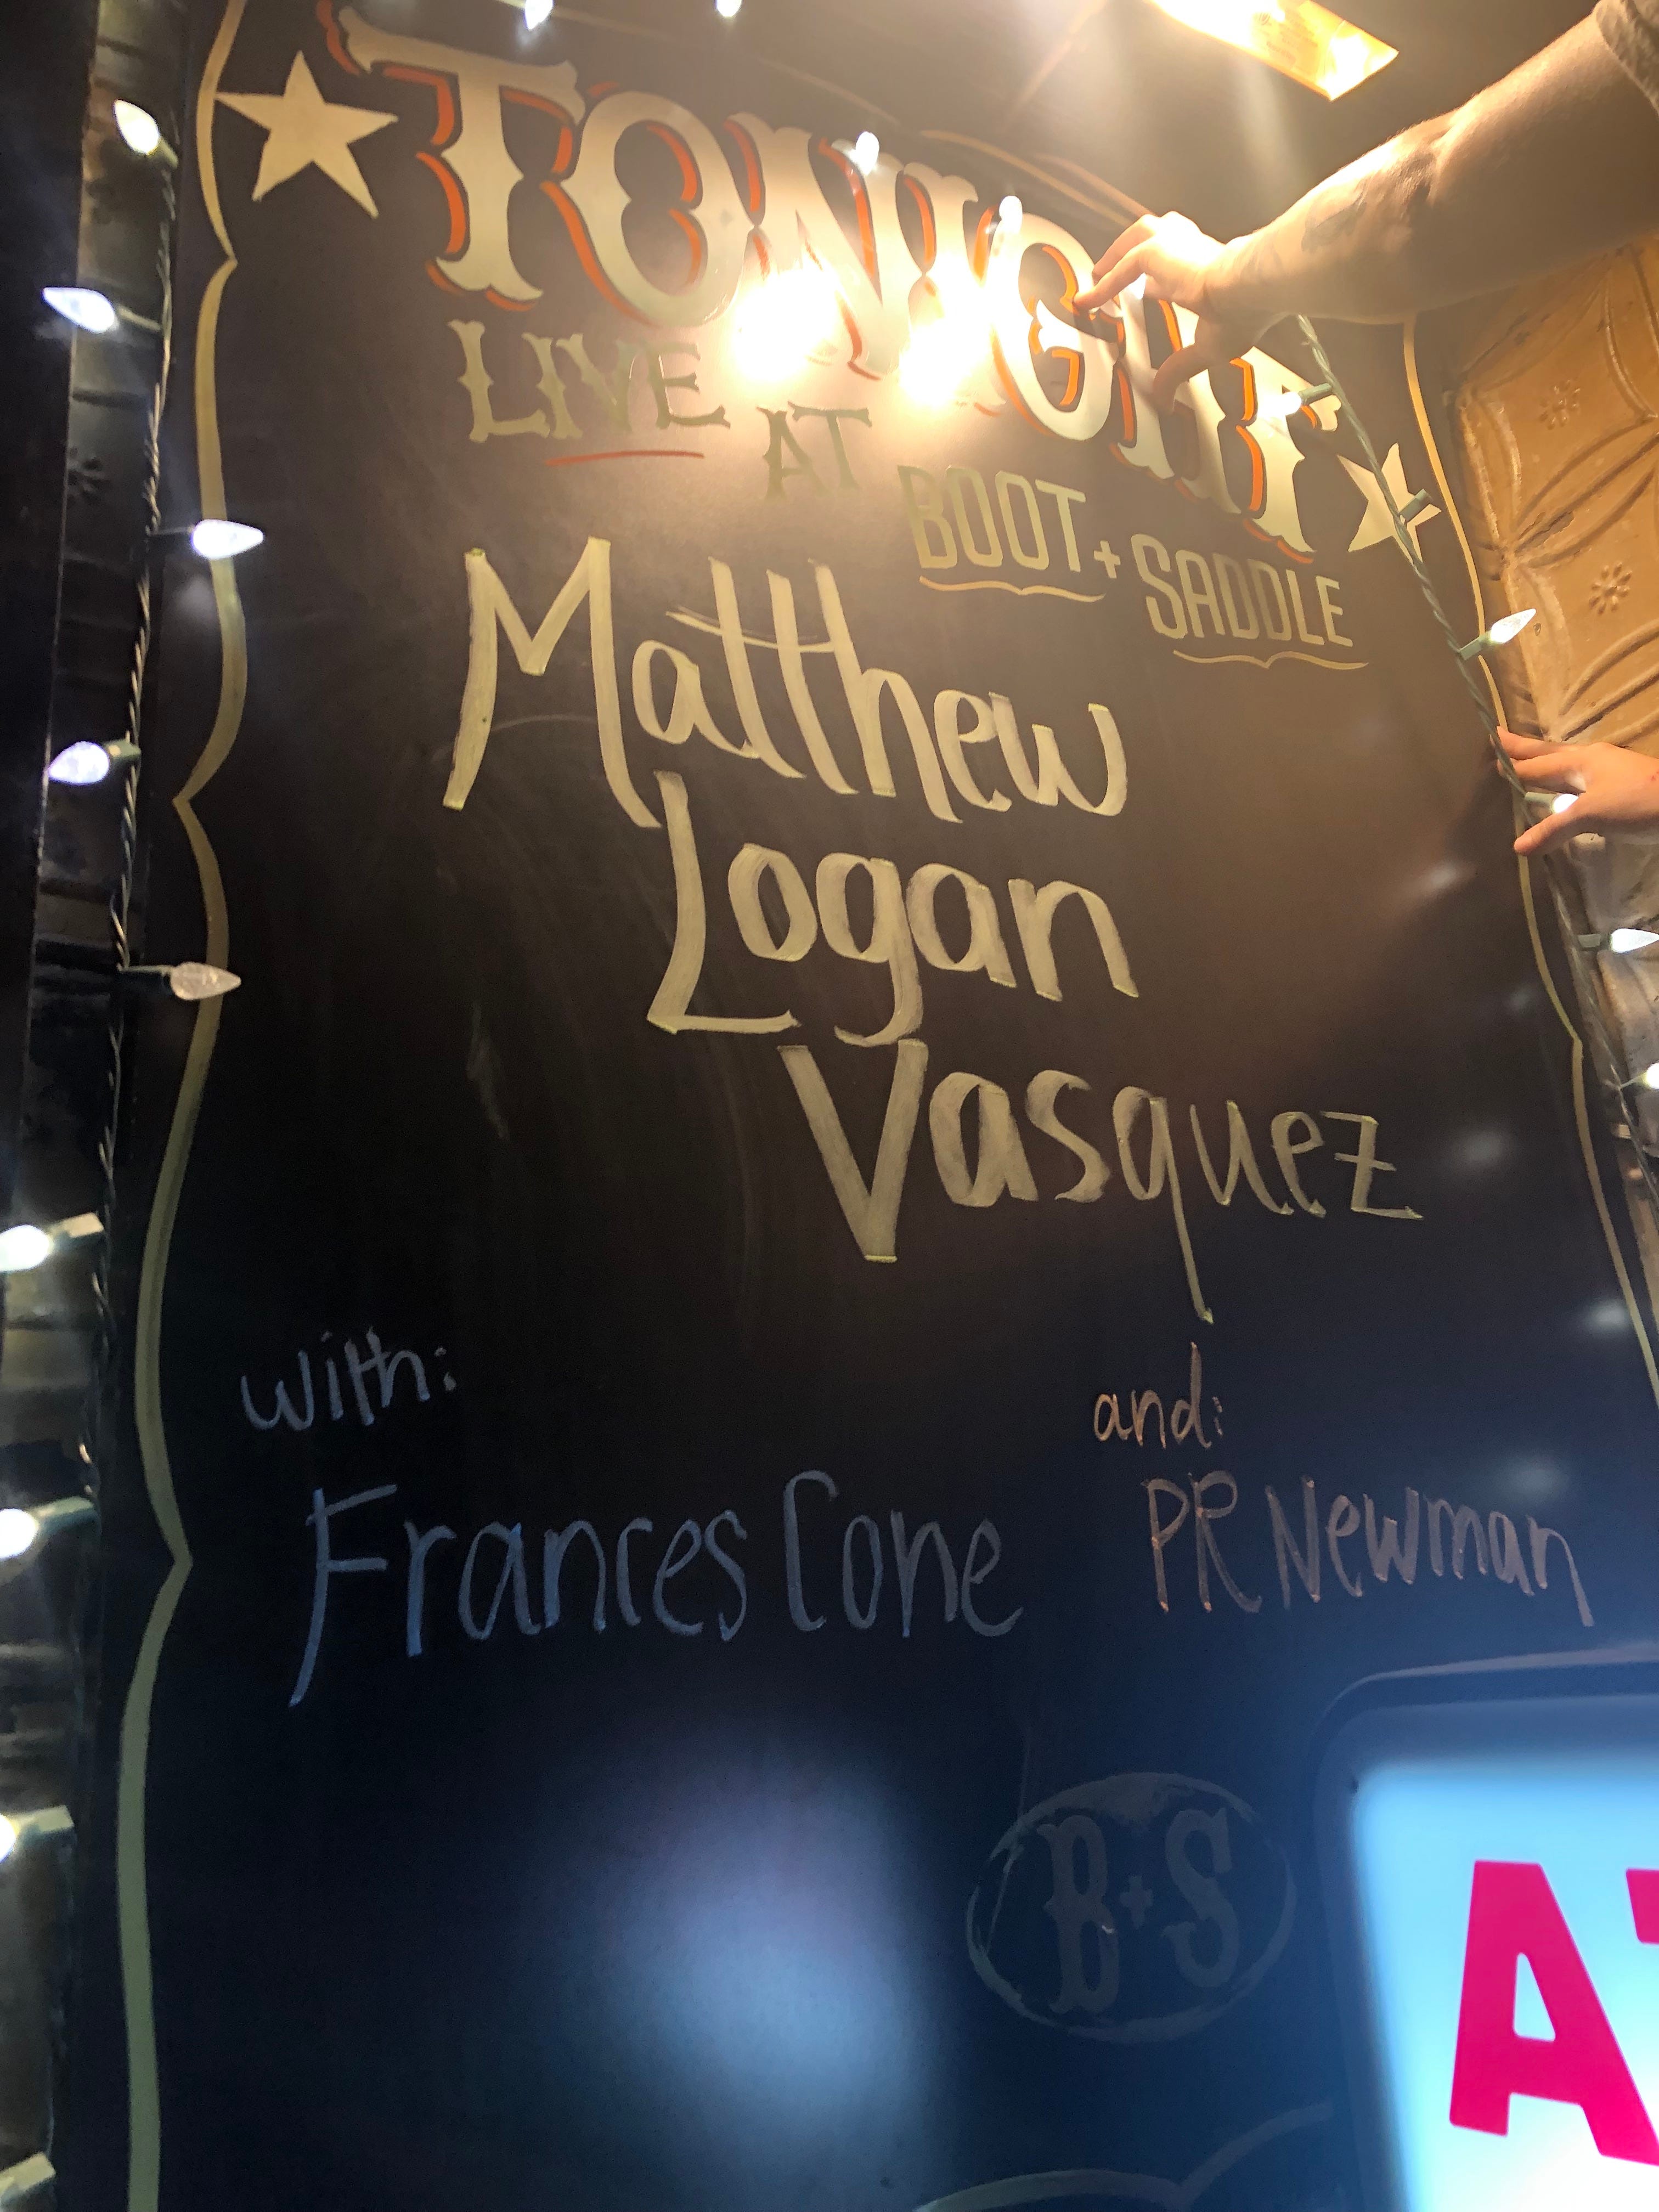 TONIGHT
LIVE
AT
BOOT + SADDLE
Matthew
Logan
Vasquez
with:
and:
Frances Cone
PR Newman
B+S